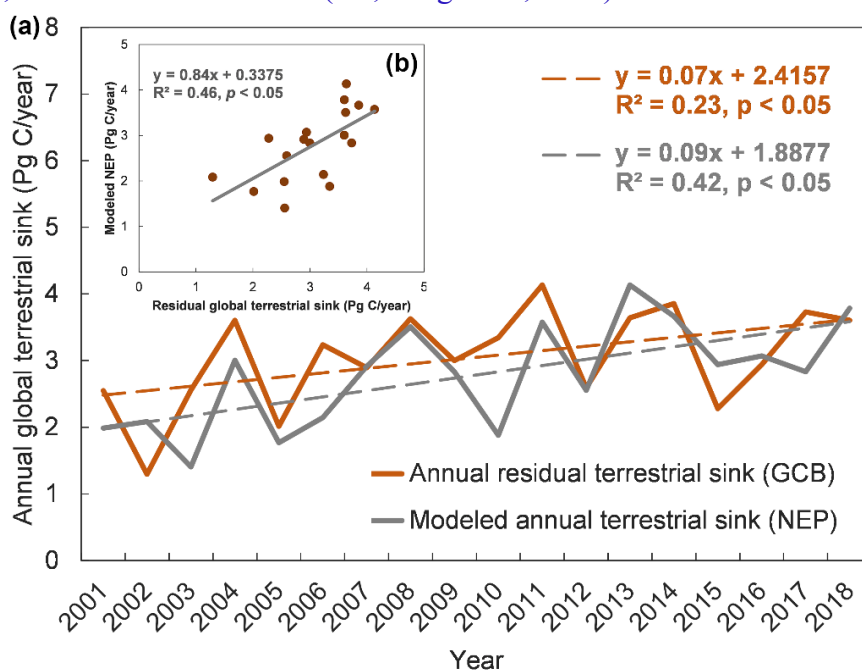 (a)
8
7
6
5
4
3
2
1
0
Annual global terrestrial sink (Pg C/year)
2001
2002
2003
2004
2005
2006
2007
2008
2009
2010
2011
2012
2013
2014
2015
2016
2017
2018
Year
(b)
y = 0.84x + 0.3375
R² = 0.46, p < 0.05
5
4
3
2
1
0
Modeled NEP (Pg C/year)
0 1 2 3 4 5
Residual global terrestrial sink (Pg C/year)
y = 0.07x + 2.4157
R² = 0.23, p < 0.05
y = 0.09x + 1.8877
R² = 0.42, p < 0.05
Annual residual terrestrial sink (GCB)
Modeled annual terrestrial sink (NEP)